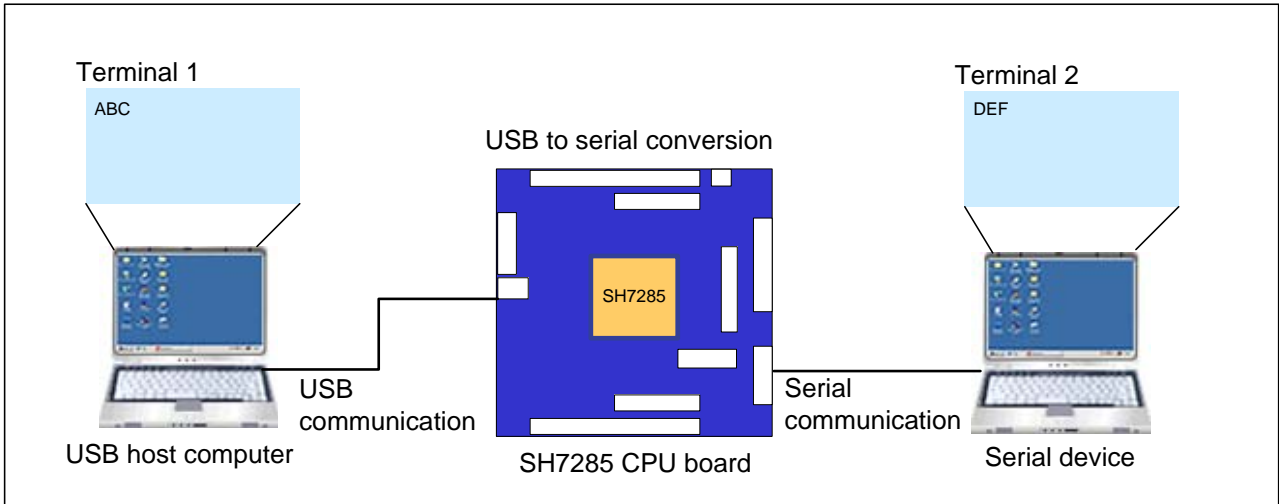 Terminal 1
ABC
Terminal 2
DEF
USB to serial conversion
SH7285
USB
communication
Serial
communication
USB host computer
SH7285 CPU board
Serial device